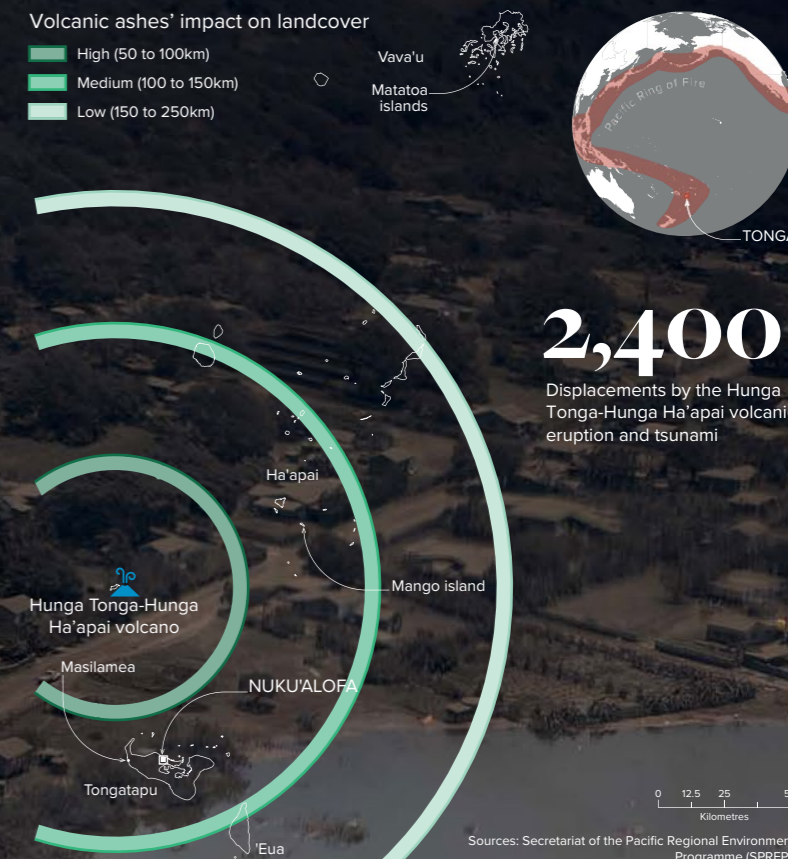 Volcanic ashes’ impact on landcover
High (50 to 100km)
Medium (100 to 150km)
Low (150 to 250km)
Vava'u
Matatoa
islands
Pacific Ring of Fire
TONGA
2,400
Displacements by the Hunga
Tonga-Hunga Ha’apai volcani
eruption and tsunami
Ha'apai
Mango island
Hunga Tonga-Hunga
Ha’apai volcano
Masilamea
NUKU'ALOFA
Tongatapu
'Eua
0 12.5 25 5
Kilometres
Sources: Secretariat of the Pacific Regional Environmen
Programme (SPREP